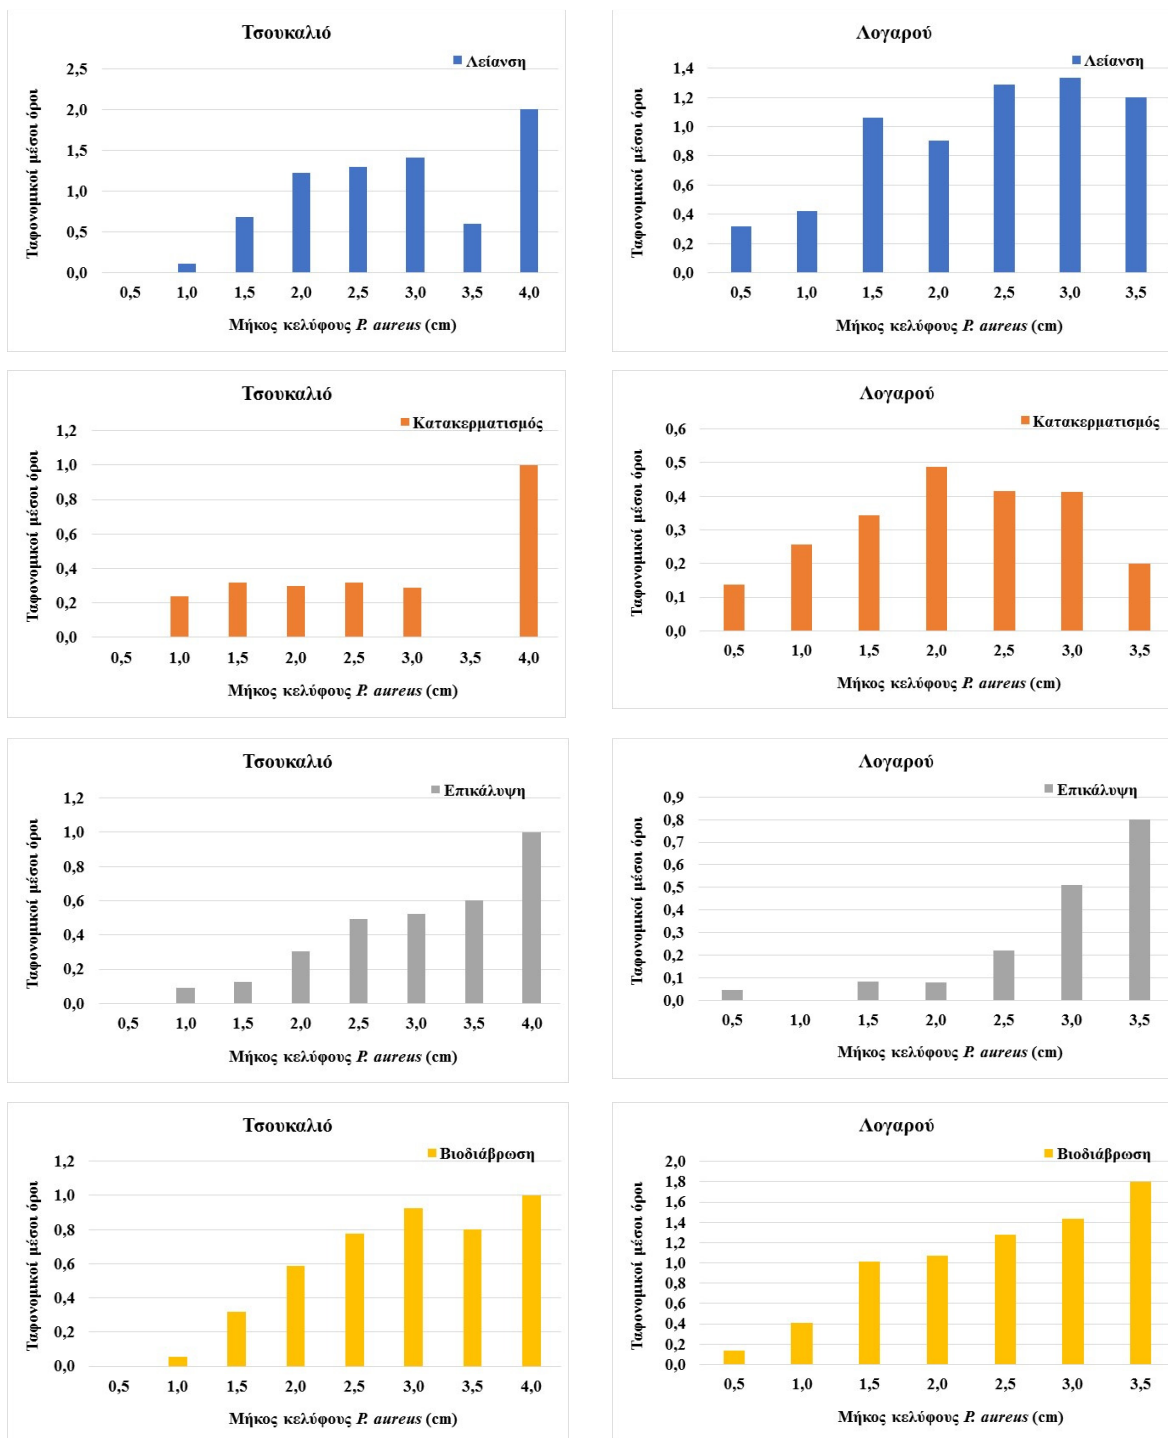 Τσουκαλιό
Λείανση
Ταφονομικοί μέσοι όροι
2,5
2,0
1,5
1,0
0,5
0,0
0,5 1,0 1,5 2,0 2,5 3,0 3,5 4,0
Μήκος κελύφους P. aureus (cm)
Λογαρού
Λείανση
Ταφονομικοί μέσοι όροι
1,4
1,2
1,0
0,8
0,6
0,4
0,2
0,0
0,5 1,0 1,5 2,0 2,5 3,0 3,5
Μήκος κελύφους P. aureus (cm)
Τσουκαλιό
Κατακερματισμός
Ταφονομικοί μέσοι όροι
1,2
1,0
0,8
0,6
0,4
0,2
0,0
0,5 1,0 1,5 2,0 2,5 3,0 3,5 4,0
Μήκος κελύφους P. aureus (cm)
Λογαρού
Κατακερματισμός
Ταφονομικοί μέσοι όροι
0,6
0,5
0,4
0,3
0,2
0,1
0,0
0,5 1,0 1,5 2,0 2,5 3,0 3,5
Μήκος κελύφους P. aureus (cm)
Τσουκαλιό
Επικάλυψη
Ταφονομικοί μέσοι όροι
1,2
1,0
0,8
0,6
0,4
0,2
0,0
0,5 1,0 1,5 2,0 2,5 3,0 3,5 4,0
Μήκος κελύφους P. aureus (cm)
Λογαρού
Επικάλυψη
Ταφονομικοί μέσοι όροι
0,9
0,8
0,7
0,6
0,5
0,4
0,3
0,2
0,1
0,0
0,5 1,0 1,5 2,0 2,5 3,0 3,5
Μήκος κελύφους P. aureus (cm)
Τσουκαλιό
Βιοδιάβρωση
Ταφονομικοί μέσοι όροι
1,2
1,0
0,8
0,6
0,4
0,2
0,0
0,5 1,0 1,5 2,0 2,5 3,0 3,5 4,0
Μήκος κελύφους P. aureus (cm)
Λογαρού
Βιοδιάβρωση
Ταφονομικοί μέσοι όροι
2,0
1,8
1,6
1,4
1,2
1,0
0,8
0,6
0,4
0,2
0,0
0,5 1,0 1,5 2,0 2,5 3,0 3,5
Μήκος κελύφους P. aureus (cm)